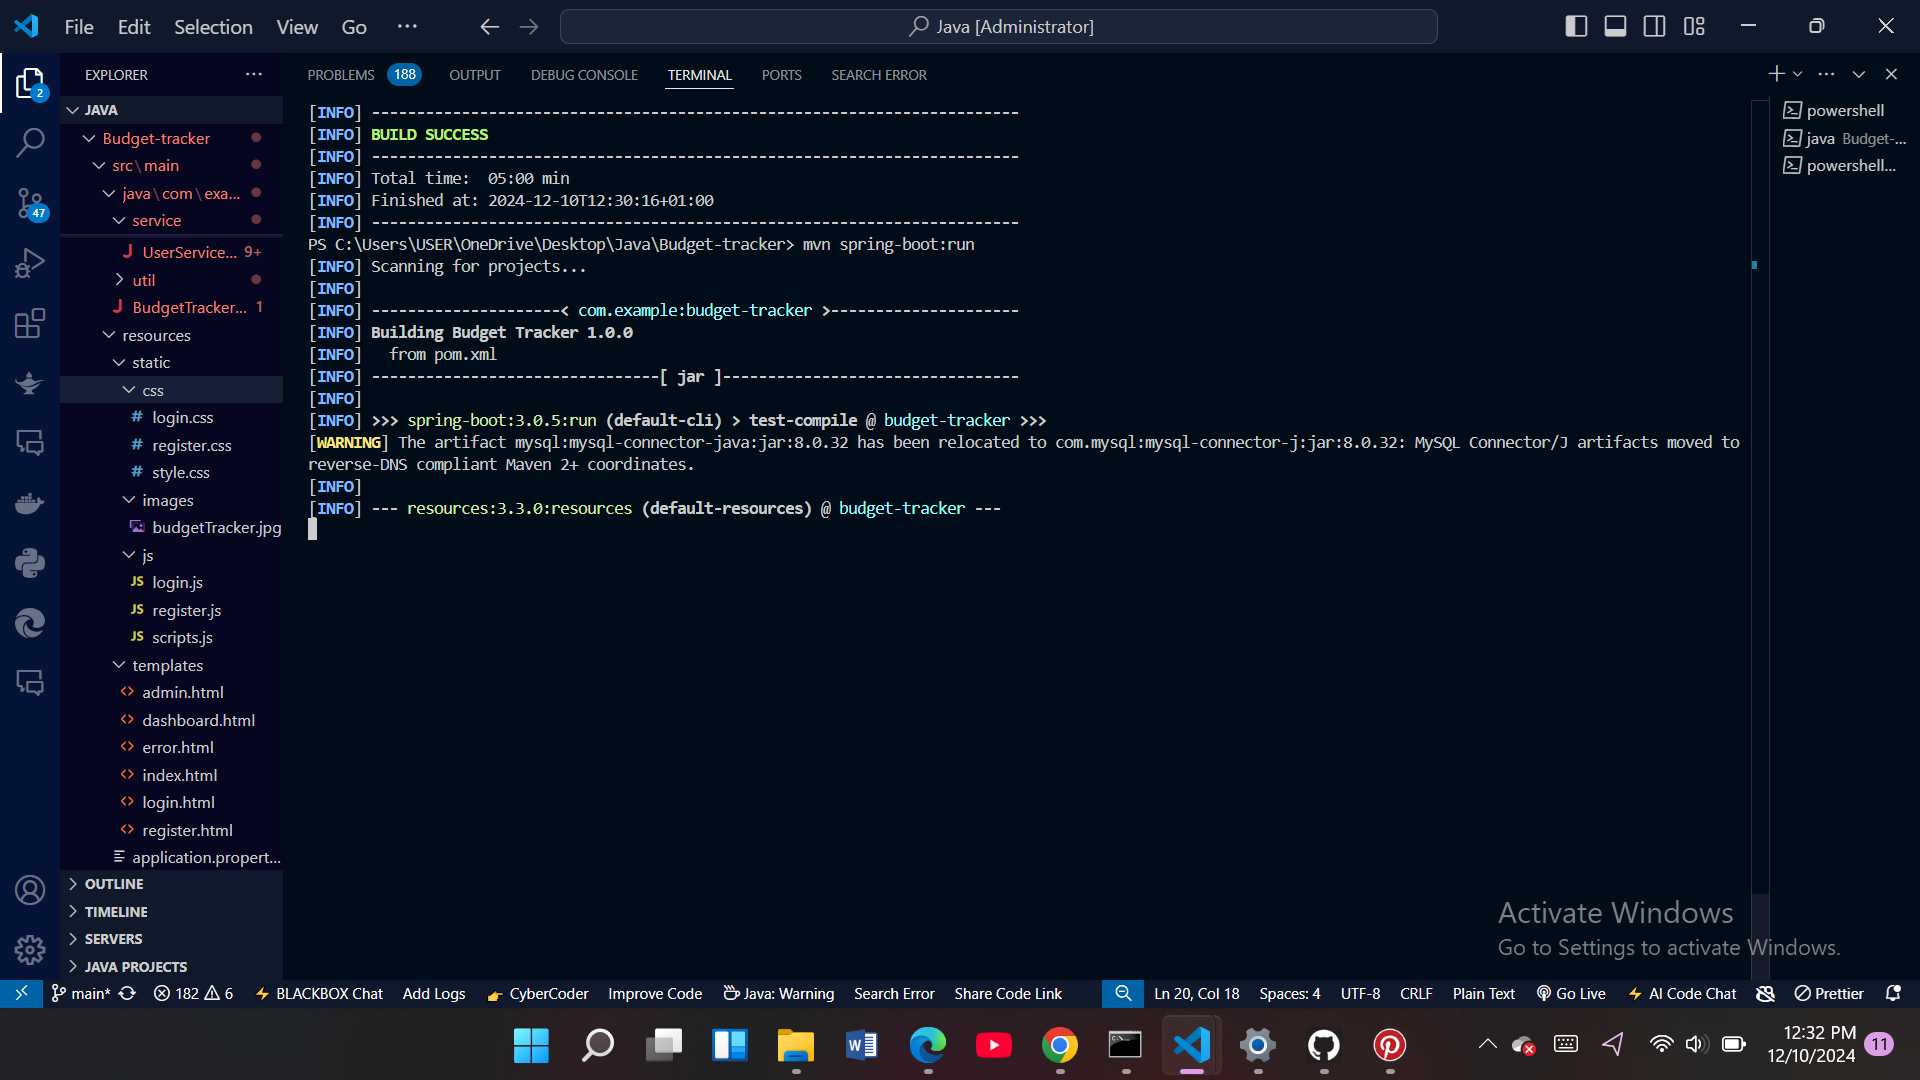 File Edit Selection View Go ··· Java [Administrator]
EXPLORER ···
JAVA
Budget-tracker
src\main
java\com\exa...
service
UserService... 9+
util
BudgetTracker... 1
resources
static
css
# login.css
# register.css
# style.css
images
budgetTracker.jpg
js
JS login.js
JS register.js
JS scripts.js
templates
<> admin.html
<> dashboard.html
<> error.html
<> index.html
<> login.html
<> register.html
application.propert...
OUTLINE
TIMELINE
SERVERS
JAVA PROJECTS
2
47
PROBLEMS 188 OUTPUT DEBUG CONSOLE TERMINAL PORTS SEARCH ERROR
[INFO] ------------------------------------------------------------------------
[INFO] BUILD SUCCESS
[INFO] ------------------------------------------------------------------------
[INFO] Total time:  05:00 min
[INFO] Finished at: 2024-12-10T12:30:16+01:00
[INFO] ------------------------------------------------------------------------
PS C:\Users\USER\OneDrive\Desktop\Java\Budget-tracker> mvn spring-boot:run
[INFO] Scanning for projects...
[INFO]
[INFO] ---------------------< com.example:budget-tracker >---------------------
[INFO] Building Budget Tracker 1.0.0
[INFO]   from pom.xml
[INFO] --------------------------------[ jar ]---------------------------------
[INFO]
[INFO] >>> spring-boot:3.0.5:run (default-cli) > test-compile @ budget-tracker >>>
[WARNING] The artifact mysql:mysql-connector-java:jar:8.0.32 has been relocated to com.mysql:mysql-connector-j:jar:8.0.32: MySQL Connector/J artifacts moved to
reverse-DNS compliant Maven 2+ coordinates.
[INFO]
[INFO] --- resources:3.3.0:resources (default-resources) @ budget-tracker ---
powershell
java Budget-...
powershell...
Activate Windows
Go to Settings to activate Windows.
main* 182 6 BLACKBOX Chat Add Logs CyberCoder Improve Code Java: Warning Search Error Share Code Link Ln 20, Col 18 Spaces: 4 UTF-8 CRLF Plain Text Go Live AI Code Chat Prettier
12:32 PM
12/10/2024
11